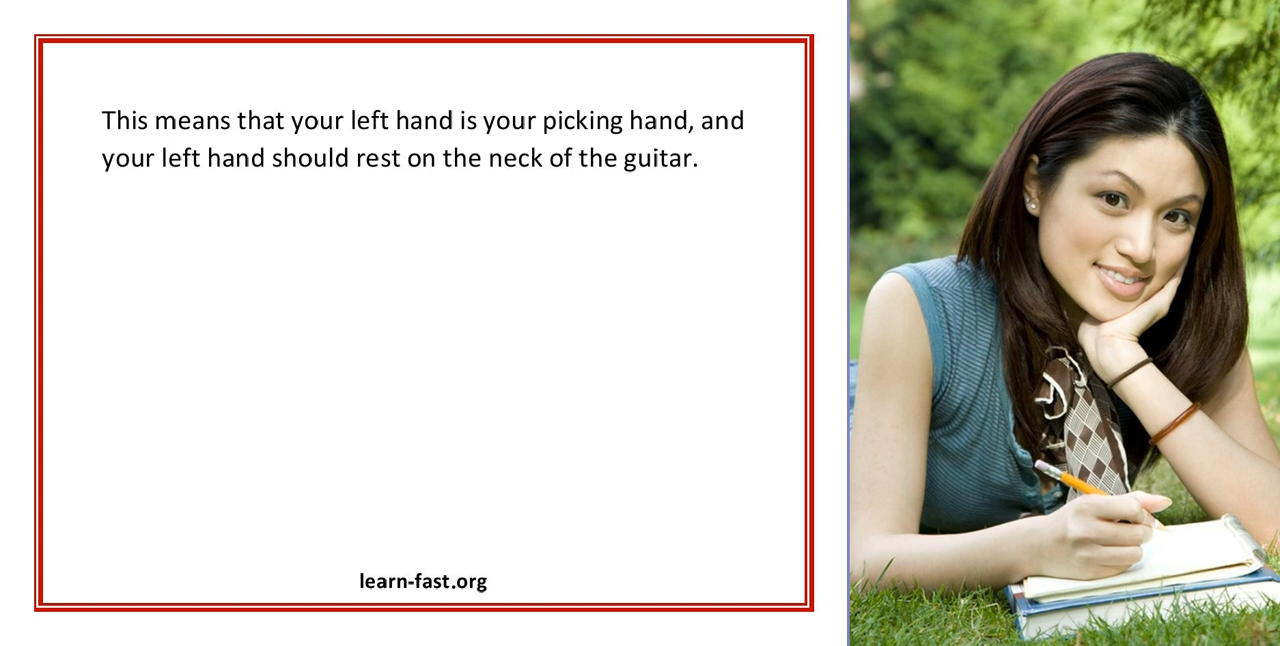 This means that your left hand is your picking hand, and
your left hand should rest on the neck of the guitar.
learn-fast.org